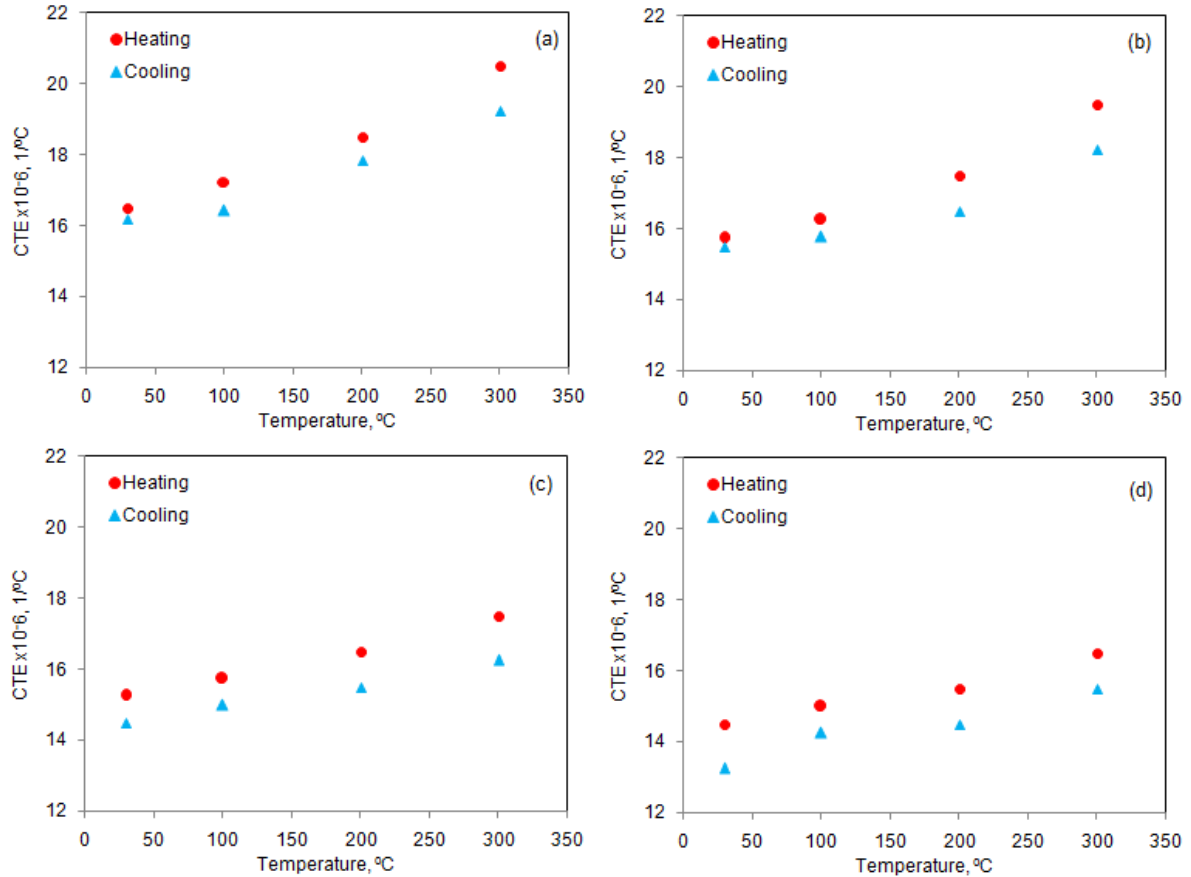 (a)
Heating
Cooling
CTE x10-6, 1/ºC
22
20
18
16
14
12
0 50 100 150 200 250 300 350
Temperature, ºC
(b)
Heating
Cooling
CTE x10-6, 1/ºC
22
20
18
16
14
12
0 50 100 150 200 250 300 350
Temperature, ºC
(c)
Heating
Cooling
CTE x10-6, 1/ºC
22
20
18
16
14
12
0 50 100 150 200 250 300 350
Temperature, ºC
(d)
Heating
Cooling
CTE x10-6, 1/ºC
22
20
18
16
14
12
0 50 100 150 200 250 300 350
Temperature, ºC